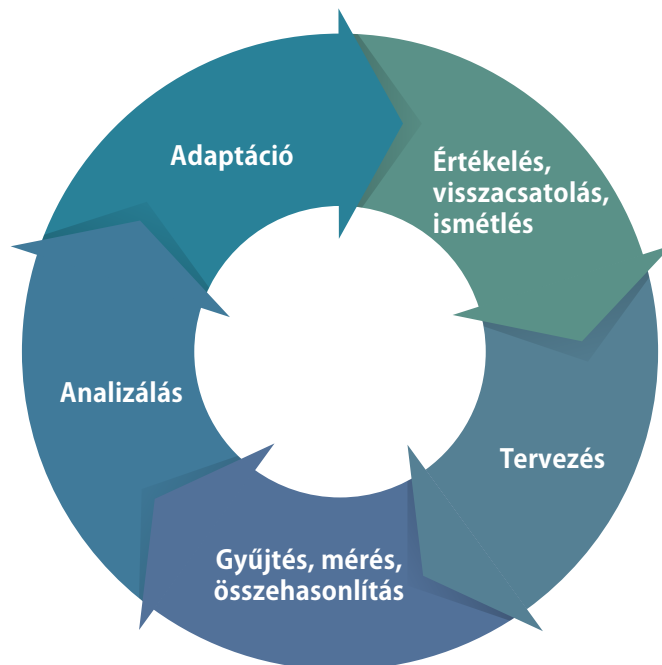 Adaptáció
Értékelés,
visszacsatolás,
ismétlés
Tervezés
Gyűjtés, mérés,
összehasonlítás
Analizálás